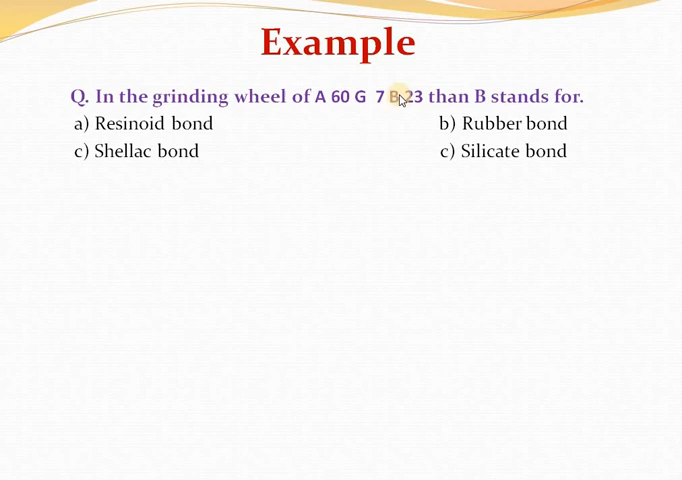 Example
Q. In the grinding wheel of A 60 G 7 B 23 than B stands for.
a) Resinoid bond b) Rubber bond
c) Shellac bond c) Silicate bond